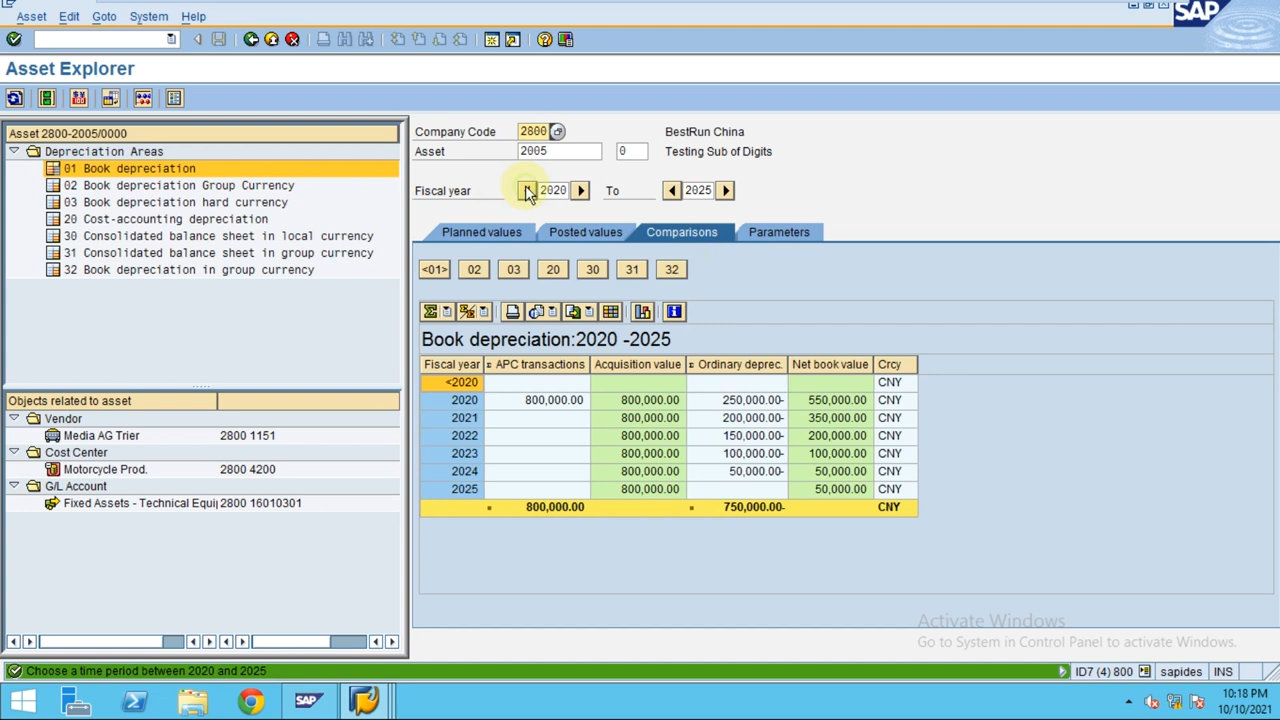 Asset Edit Goto System Help
SAP
Asset Explorer
Asset 2800-2005/0000
Depreciation Areas
01 Book depreciation
02 Book depreciation Group Currency
03 Book depreciation hard currency
20 Cost-accounting depreciation
30 Consolidated balance sheet in local currency
31 Consolidated balance sheet in group currency
32 Book depreciation in group currency
Objects related to asset
Vendor
Media AG Trier 2800 1151
Cost Center
Motorcycle Prod. 2800 4200
G/L Account
Fixed Assets - Technical Equip 2800 16010301
Company Code 2800 BestRun China
Asset 2005 0 Testing Sub of Digits
Fiscal year 2020 To 2025
Planned values Posted values Comparisons Parameters
<01> 02 03 20 30 31 32
Book depreciation:2020 -2025
Fiscal year Σ APC transactions Acquisition value Σ Ordinary deprec. Net book value Crcy
<2020 CNY
2020 800,000.00 800,000.00 250,000.00- 550,000.00 CNY
2021 800,000.00 200,000.00- 350,000.00 CNY
2022 800,000.00 150,000.00- 200,000.00 CNY
2023 800,000.00 100,000.00- 100,000.00 CNY
2024 800,000.00 50,000.00- 50,000.00 CNY
2025 800,000.00 50,000.00 CNY
800,000.00 750,000.00- CNY
Activate Windows
Go to System in Control Panel to activate Windows.
Choose a time period between 2020 and 2025
ID7 (4) 800 sapides INS
SAP
10:18 PM
10/10/2021